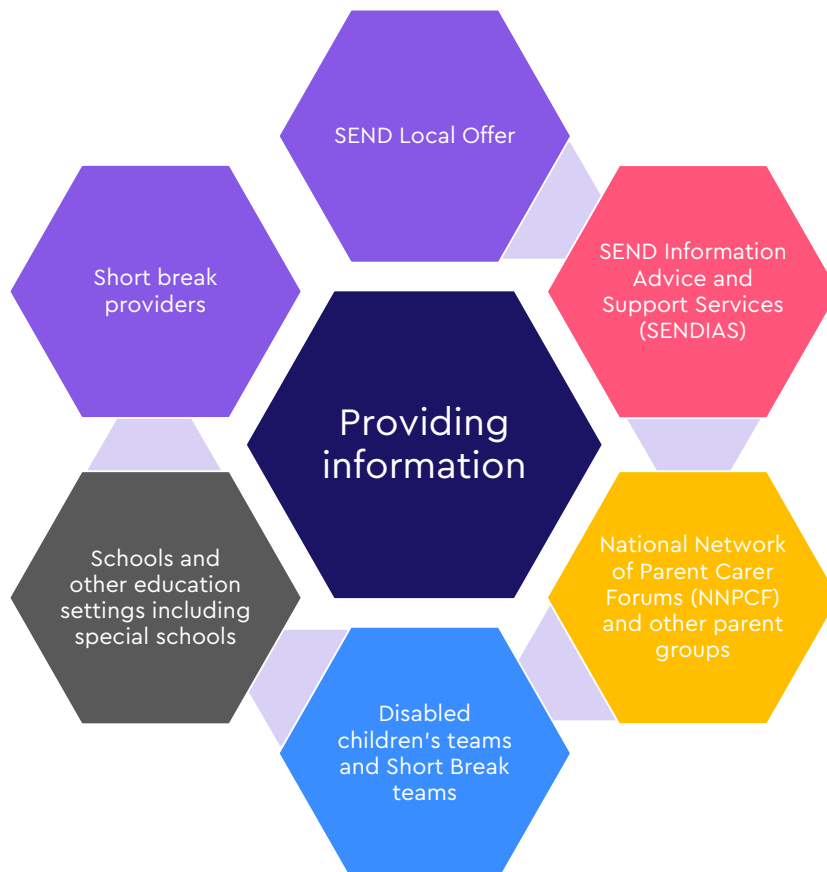 SEND Local Offer
SEND Information
Advice and
Support Services
(SENDIAS)
Short break
providers
Providing
information
National Network
of Parent Carer
Forums (NNPCF)
and other parent
groups
Schools and
other education
settings including
special schools
Disabled
children's teams
and Short Break
teams